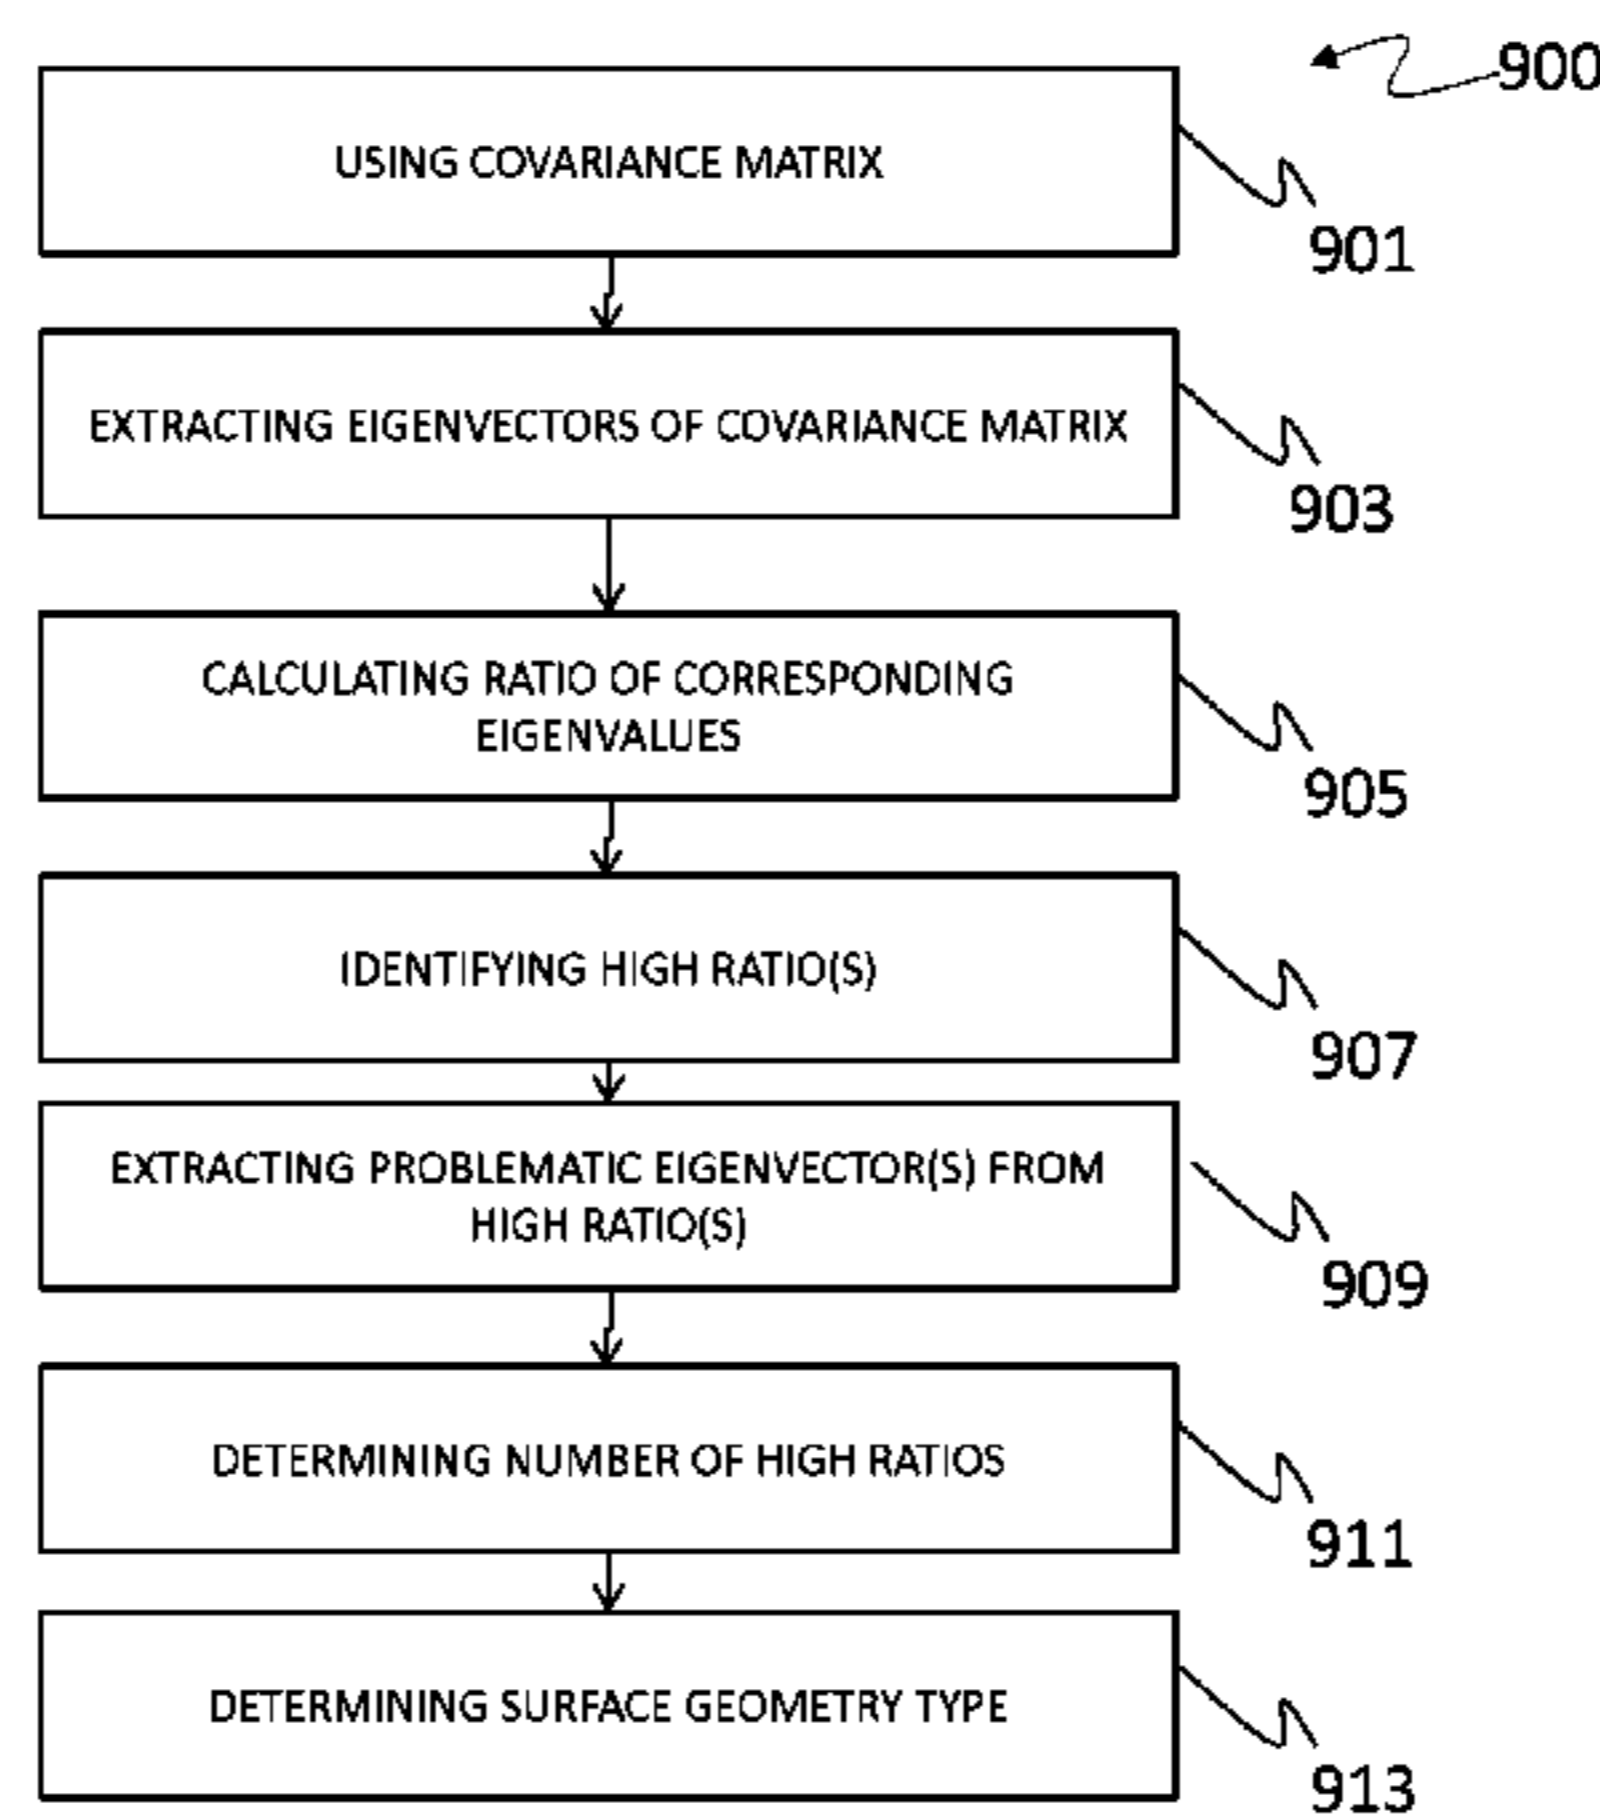 900
USING COVARIANCE MATRIX
901
EXTRACTING EIGENVECTORS OF COVARIANCE MATRIX
903
CALCULATING RATIO OF CORRESPONDING
EIGENVALUES
905
IDENTIFYING HIGH RATIO(S)
907
EXTRACTING PROBLEMATIC EIGENVECTOR(S) FROM
HIGH RATIO(S)
909
DETERMINING NUMBER OF HIGH RATIOS
911
DETERMINING SURFACE GEOMETRY TYPE
913